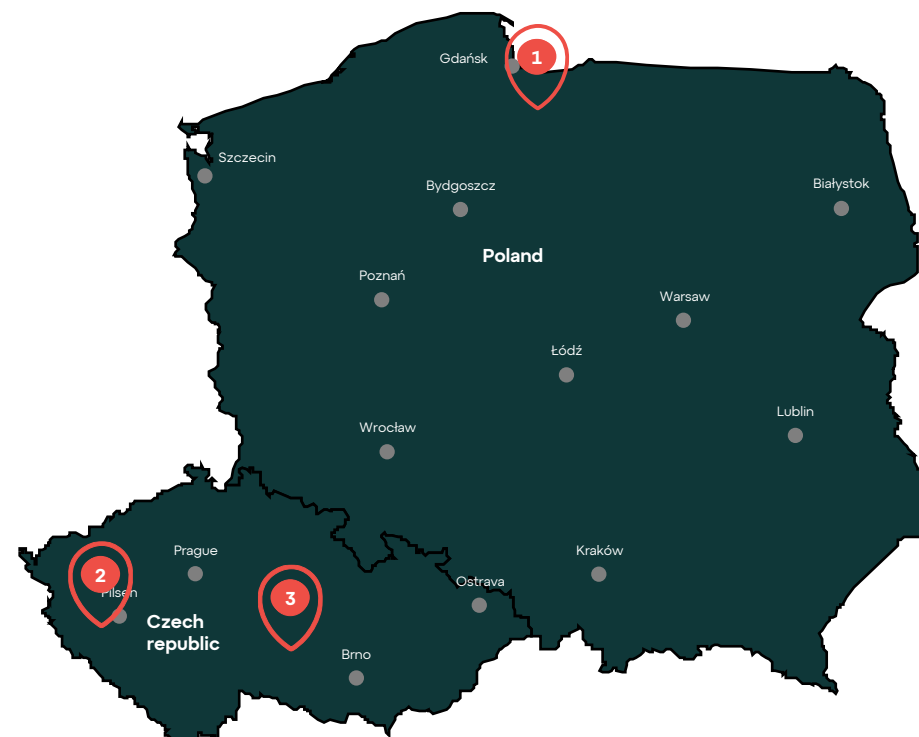 Gdańsk
1
Szczecin
Bydgoszcz
Białystok
Poland
Poznań
Warsaw
Łódź
Lublin
Wrocław
Prague
Kraków
2
Pilsen
Ostrava
3
Czech
republic
Brno